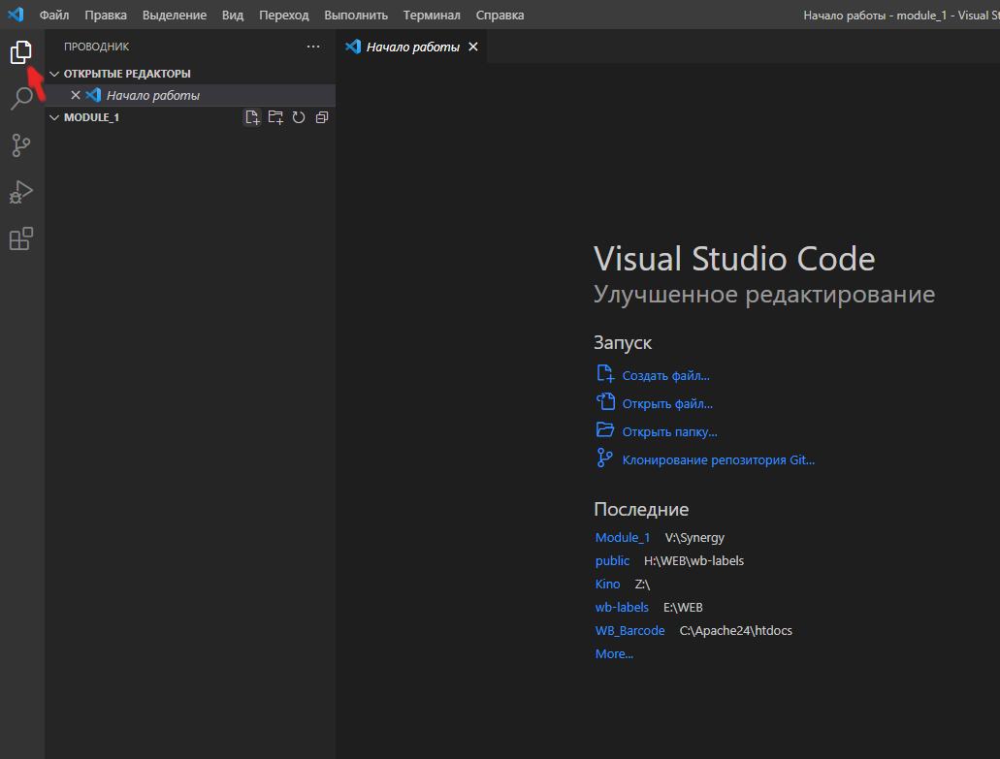 Файл Правка Выделение Вид Переход Выполнить Терминал Справка
Начало работы - module_1 - Visual St
ПРОВОДНИК
Начало работы
ОТКРЫТЫЕ РЕДАКТОРЫ
Начало работы
MODULE_1
Visual Studio Code
Улучшенное редактирование
Запуск
Создать файл...
Открыть файл...
Открыть папку...
Клонирование репозитория Git...
Последние
Module_1 V:\Synergy
public H:\WEB\wb-labels
Kino Z:\
wb-labels E:\WEB
WB_Barcode C:\Apache24\htdocs
More...